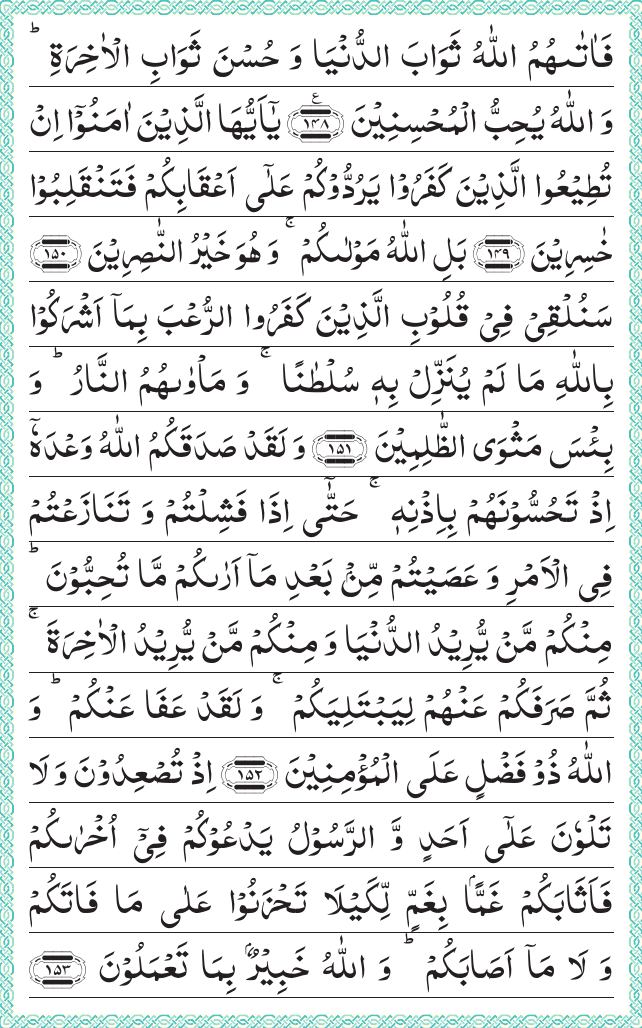 فَاٰتٰىهُمُ اللّٰهُ ثَوَابَ الدُّنْیَا وَ حُسْنَ ثَوَابِ الْاٰخِرَةِ ؕ
وَ اللّٰهُ یُحِبُّ الْمُحْسِنِیْنَ ﴿۱۴۸﴾ ع یٰۤاَیُّهَا الَّذِیْنَ اٰمَنُوْۤا اِنْ
تُطِیْعُوا الَّذِیْنَ كَفَرُوْا یَرُدُّوْكُمْ عَلٰۤی اَعْقَابِكُمْ فَتَنْقَلِبُوْا
خٰسِرِیْنَ ﴿۱۴۹﴾ بَلِ اللّٰهُ مَوْلٰىكُمْ ۚ وَ هُوَ خَیْرُ النّٰصِرِیْنَ ﴿۱۵۰﴾
سَنُلْقِیْ فِیْ قُلُوْبِ الَّذِیْنَ كَفَرُوا الرُّعْبَ بِمَاۤ اَشْرَكُوْا
بِاللّٰهِ مَا لَمْ یُنَزِّلْ بِهٖ سُلْطٰنًا ۚ وَ مَاْوٰىهُمُ النَّارُ ؕ وَ
بِئْسَ مَثْوَی الظّٰلِمِیْنَ ﴿۱۵۱﴾ وَ لَقَدْ صَدَقَكُمُ اللّٰهُ وَعْدَهٗۤ
اِذْ تَحُسُّوْنَهُمْ بِاِذْنِهٖ ۚ حَتّٰۤی اِذَا فَشِلْتُمْ وَ تَنَازَعْتُمْ
فِی الْاَمْرِ وَ عَصَیْتُمْ مِّنْۢ بَعْدِ مَاۤ اَرٰىكُمْ مَّا تُحِبُّوْنَ ؕ
مِنْكُمْ مَّنْ یُّرِیْدُ الدُّنْیَا وَ مِنْكُمْ مَّنْ یُّرِیْدُ الْاٰخِرَةَ ۚ
ثُمَّ صَرَفَكُمْ عَنْهُمْ لِیَبْتَلِیَكُمْ ۚ وَ لَقَدْ عَفَا عَنْكُمْ ؕ وَ
اللّٰهُ ذُوْ فَضْلٍ عَلَی الْمُؤْمِنِیْنَ ﴿۱۵۲﴾ اِذْ تُصْعِدُوْنَ وَ لَا
تَلْوٗنَ عَلٰۤی اَحَدٍ وَّ الرَّسُوْلُ یَدْعُوْكُمْ فِیْۤ اُخْرٰىكُمْ
فَاَثَابَكُمْ غَمًّۢا بِغَمٍّ لِّكَیْلَا تَحْزَنُوْا عَلٰی مَا فَاتَكُمْ
وَ لَا مَاۤ اَصَابَكُمْ ؕ وَ اللّٰهُ خَبِیْرٌۢ بِمَا تَعْمَلُوْنَ ﴿۱۵۳﴾